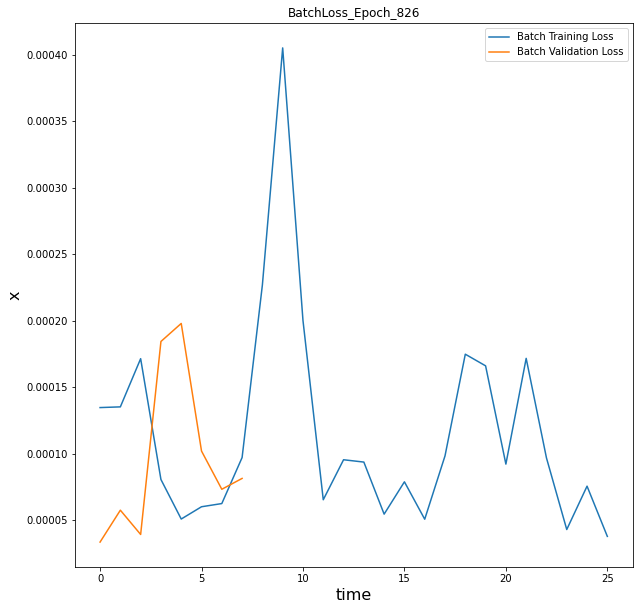 BatchLoss_Epoch_826
Batch Training Loss
Batch Validation Loss
0.00040
0.00035
0.00030
0.00025
0.00020
0.00015
0.00010
0.00005
x
0 5 10 15 20 25
time